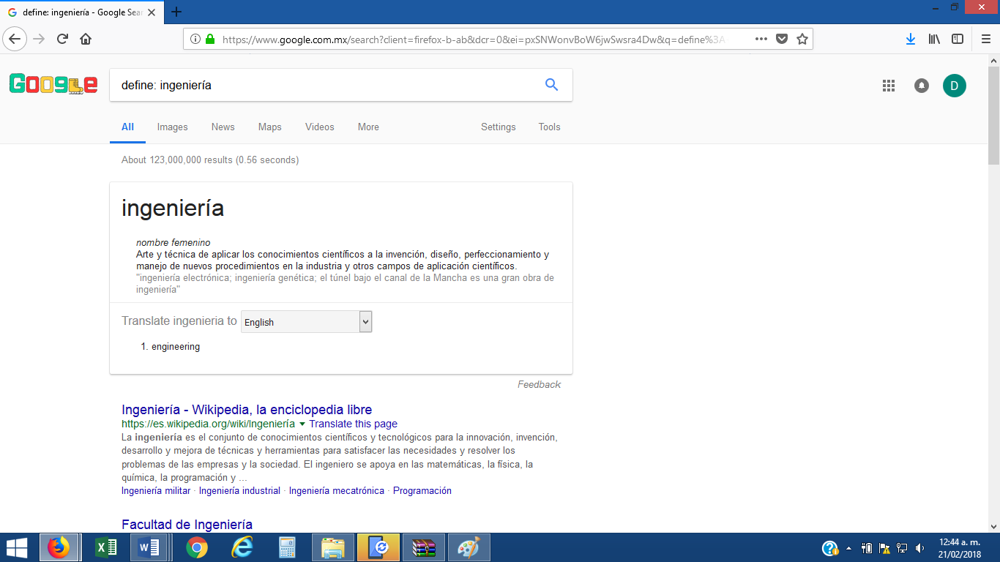 define: ingeniería - Google Sear
https://www.google.com.mx/search?client=firefox-b-ab&dcr=0&ei=pxSNWonvBoW6jwSwsra4Dw&q=define%3A
Google
define: ingeniería
D
All Images News Maps Videos More Settings Tools
About 123,000,000 results (0.56 seconds)
ingeniería
nombre femenino
Arte y técnica de aplicar los conocimientos científicos a la invención, diseño, perfeccionamiento y
manejo de nuevos procedimientos en la industria y otros campos de aplicación científicos.
"ingeniería electrónica; ingeniería genética; el túnel bajo el canal de la Mancha es una gran obra de
ingeniería"
Translate ingenieria to English
1. engineering
Feedback
Ingeniería - Wikipedia, la enciclopedia libre
https://es.wikipedia.org/wiki/Ingeniería Translate this page
La ingeniería es el conjunto de conocimientos científicos y tecnológicos para la innovación, invención,
desarrollo y mejora de técnicas y herramientas para satisfacer las necesidades y resolver los
problemas de las empresas y la sociedad. El ingeniero se apoya en las matemáticas, la física, la
química, la programación y ...
Ingeniería militar · Ingeniería industrial · Ingeniería mecatrónica · Programación
Facultad de Ingeniería
12:44 a. m.
21/02/2018